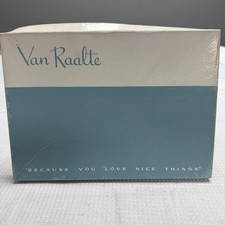 Van Raalte
"BECAUSE YOU LOVE NICE THINGS"